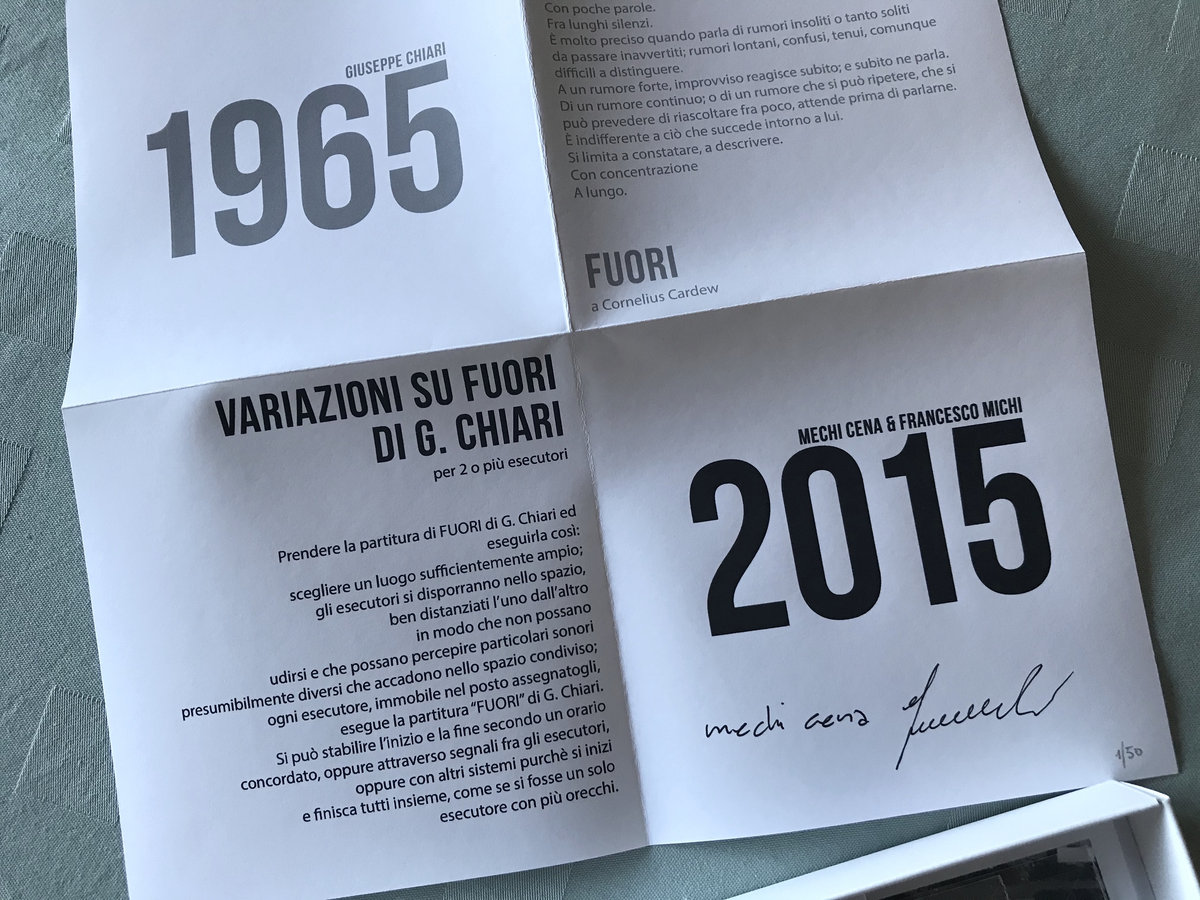 GIUSEPPE CHIARI
1965
Con poche parole.
Fra lunghi silenzi.
È molto preciso quando parla di rumori insoliti o tanto soliti
da passare inavvertiti; rumori lontani, confusi, tenui, comunque
difficili a distinguere.
A un rumore forte, improvviso reagisce subito; e subito ne parla.
Di un rumore continuo; o di un rumore che si può ripetere, che si
può prevedere di riascoltare fra poco, attende prima di parlarne.
È indifferente a ciò che succede intorno a lui.
Si limita a constatare, a descrivere.
Con concentrazione
A lungo.
FUORI
a Cornelius Cardew
VARIAZIONI SU FUORI
DI G. CHIARI
per 2 o più esecutori
Prendere la partitura di FUORI di G. Chiari ed
eseguirla così:
scegliere un luogo sufficientemente ampio;
gli esecutori si disporranno nello spazio,
ben distanziati l’uno dall’altro
in modo che non possano
udirsi e che possano percepire particolari sonori
presumibilmente diversi che accadono nello spazio condiviso;
ogni esecutore, immobile nel posto assegnatogli,
esegue la partitura “FUORI” di G. Chiari.
Si può stabilire l’inizio e la fine secondo un orario
concordato, oppure attraverso segnali fra gli esecutori,
oppure con altri sistemi purchè si inizi
e finisca tutti insieme, come se si fosse un solo
esecutore con più orecchi.
MECHI CENA & FRANCESCO MICHI
2015
mechi cena
1/50